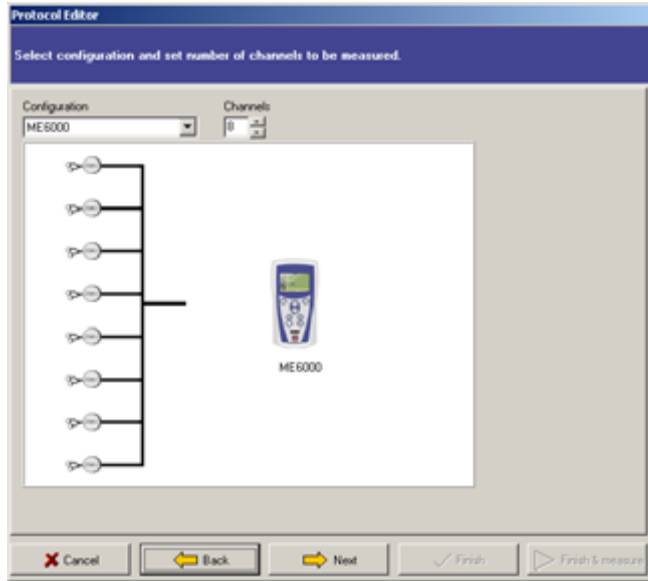 Protocol Editor
Select configuration and set number of channels to be measured.
Configuration
Channels
ME6000
8
ME6000
Cancel
Back
Next
Finish
Finish & measure